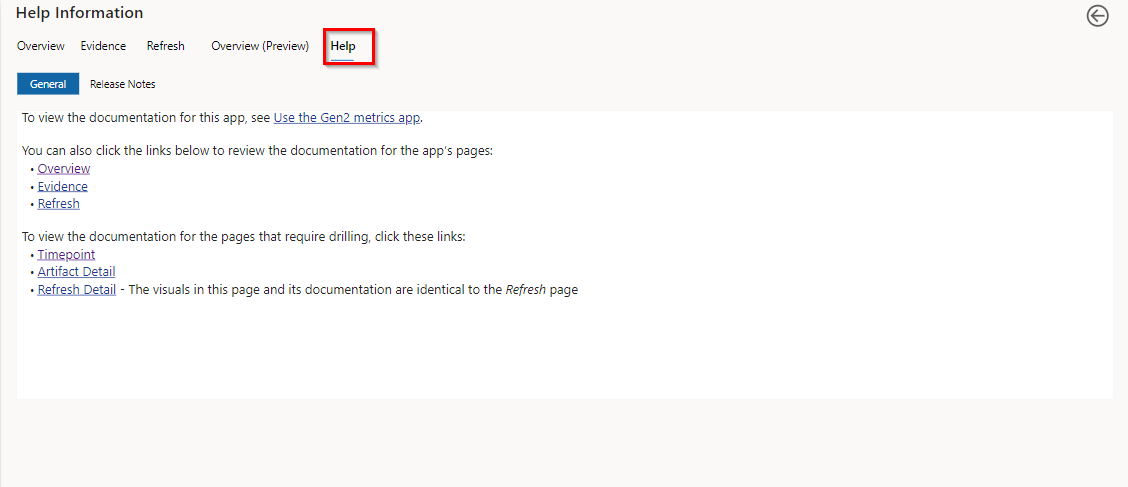 Help Information
Overview Evidence Refresh Overview (Preview) Help
General Release Notes
To view the documentation for this app, see Use the Gen2 metrics app.
You can also click the links below to review the documentation for the app's pages:
• Overview
• Evidence
• Refresh
To view the documentation for the pages that require drilling, click these links:
• Timepoint
• Artifact Detail
• Refresh Detail - The visuals in this page and its documentation are identical to the Refresh page